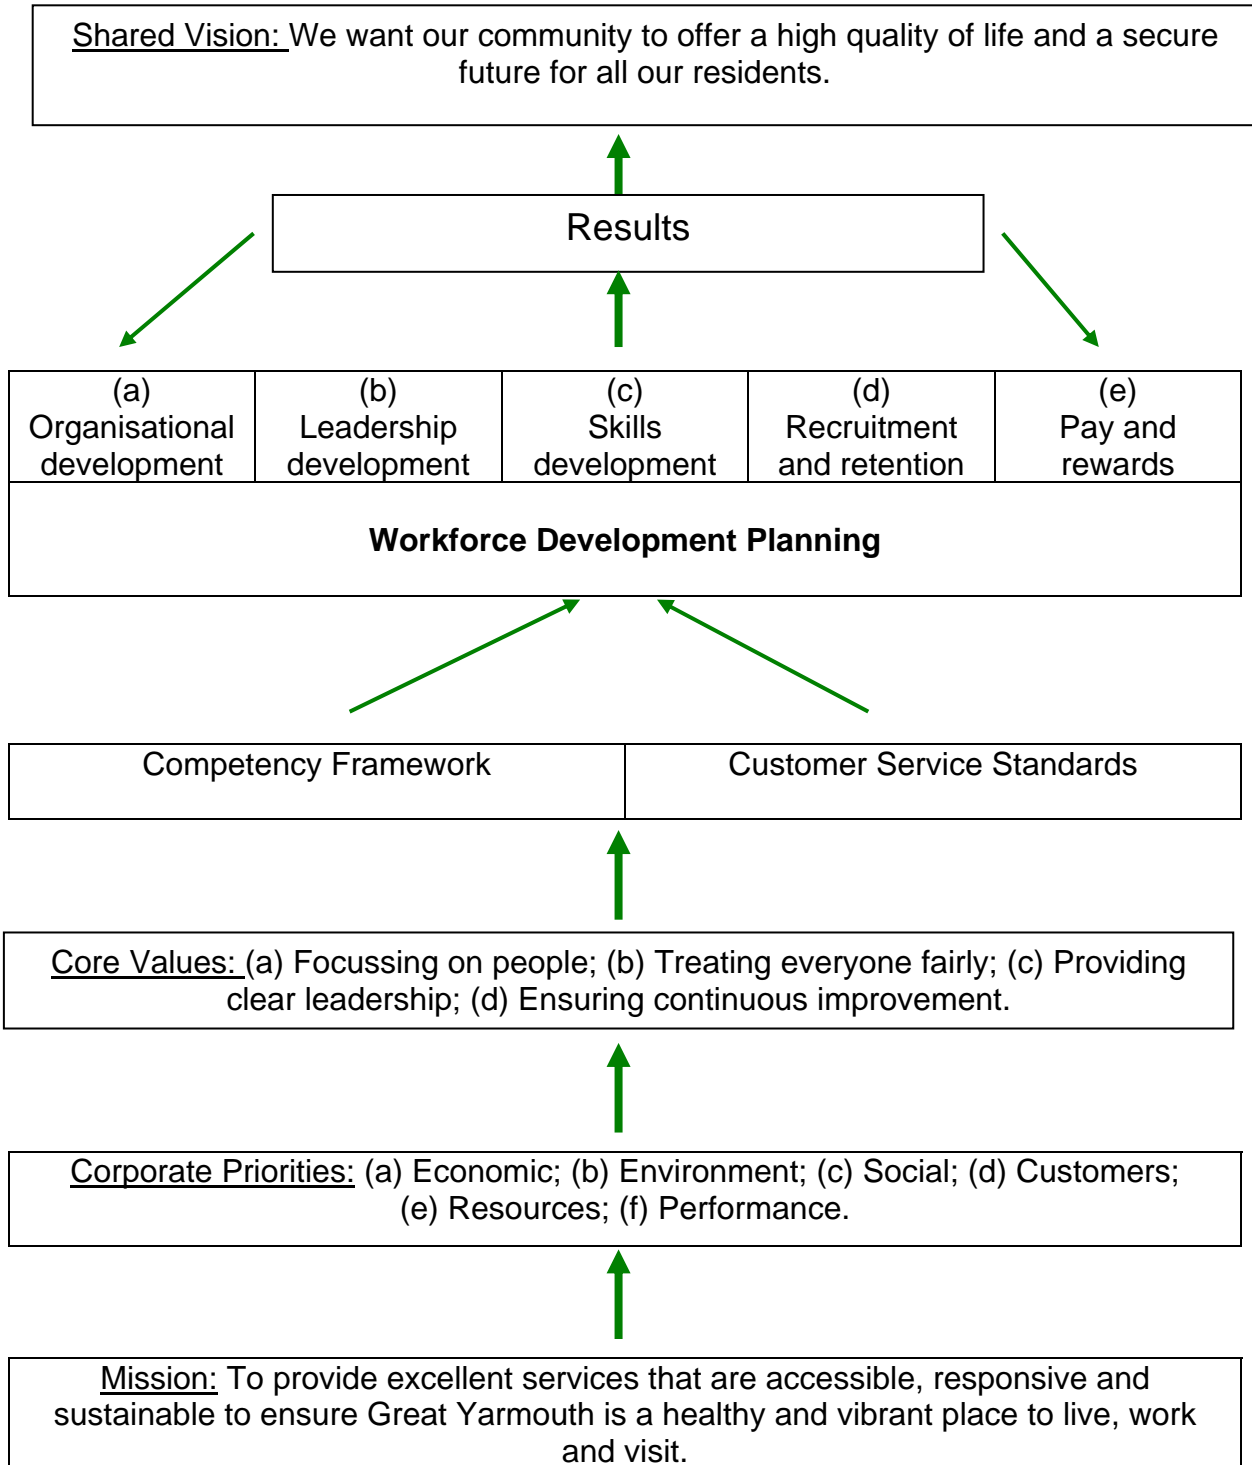 Shared Vision: We want our community to offer a high quality of life and a secure
future for all our residents.
Results
(a)
Organisational
development
(b)
Leadership
development
(c)
Skills
development
(d)
Recruitment
and retention
(e)
Pay and
rewards
Workforce Development Planning
Competency Framework
Customer Service Standards
Core Values: (a) Focussing on people; (b) Treating everyone fairly; (c) Providing
clear leadership; (d) Ensuring continuous improvement.
Corporate Priorities: (a) Economic; (b) Environment; (c) Social; (d) Customers;
(e) Resources; (f) Performance.
Mission: To provide excellent services that are accessible, responsive and
sustainable to ensure Great Yarmouth is a healthy and vibrant place to live, work
and visit.